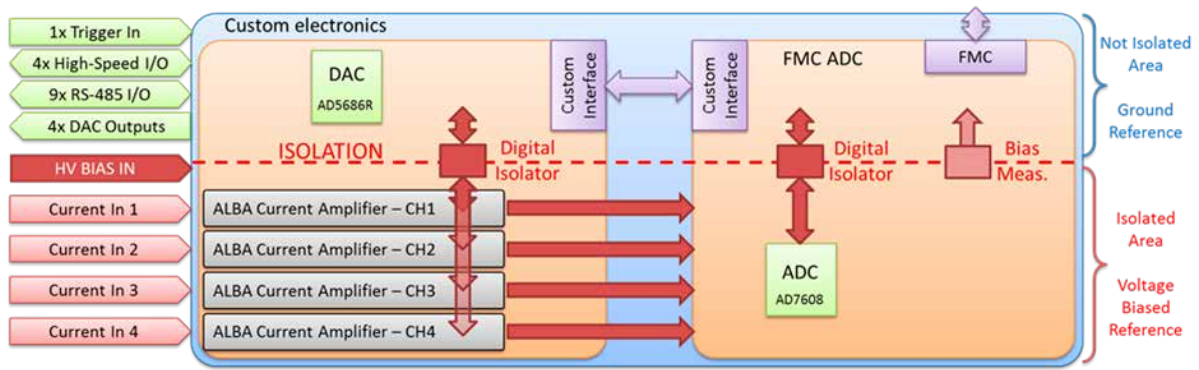 Custom electronics
1x Trigger In
4x High-Speed I/O
9x RS-485 I/O
4x DAC Outputs
HV BIAS IN
Current In 1
Current In 2
Current In 3
Current In 4
DAC
AD5686R
Custom
Interface
ISOLATION
Digital
Isolator
ALBA Current Amplifier – CH1
ALBA Current Amplifier – CH2
ALBA Current Amplifier – CH3
ALBA Current Amplifier – CH4
Custom
Interface
FMC ADC
FMC
Digital
Isolator
Bias
Meas.
ADC
AD7608
Not Isolated
Area
Ground
Reference
Isolated
Area
Voltage
Biased
Reference